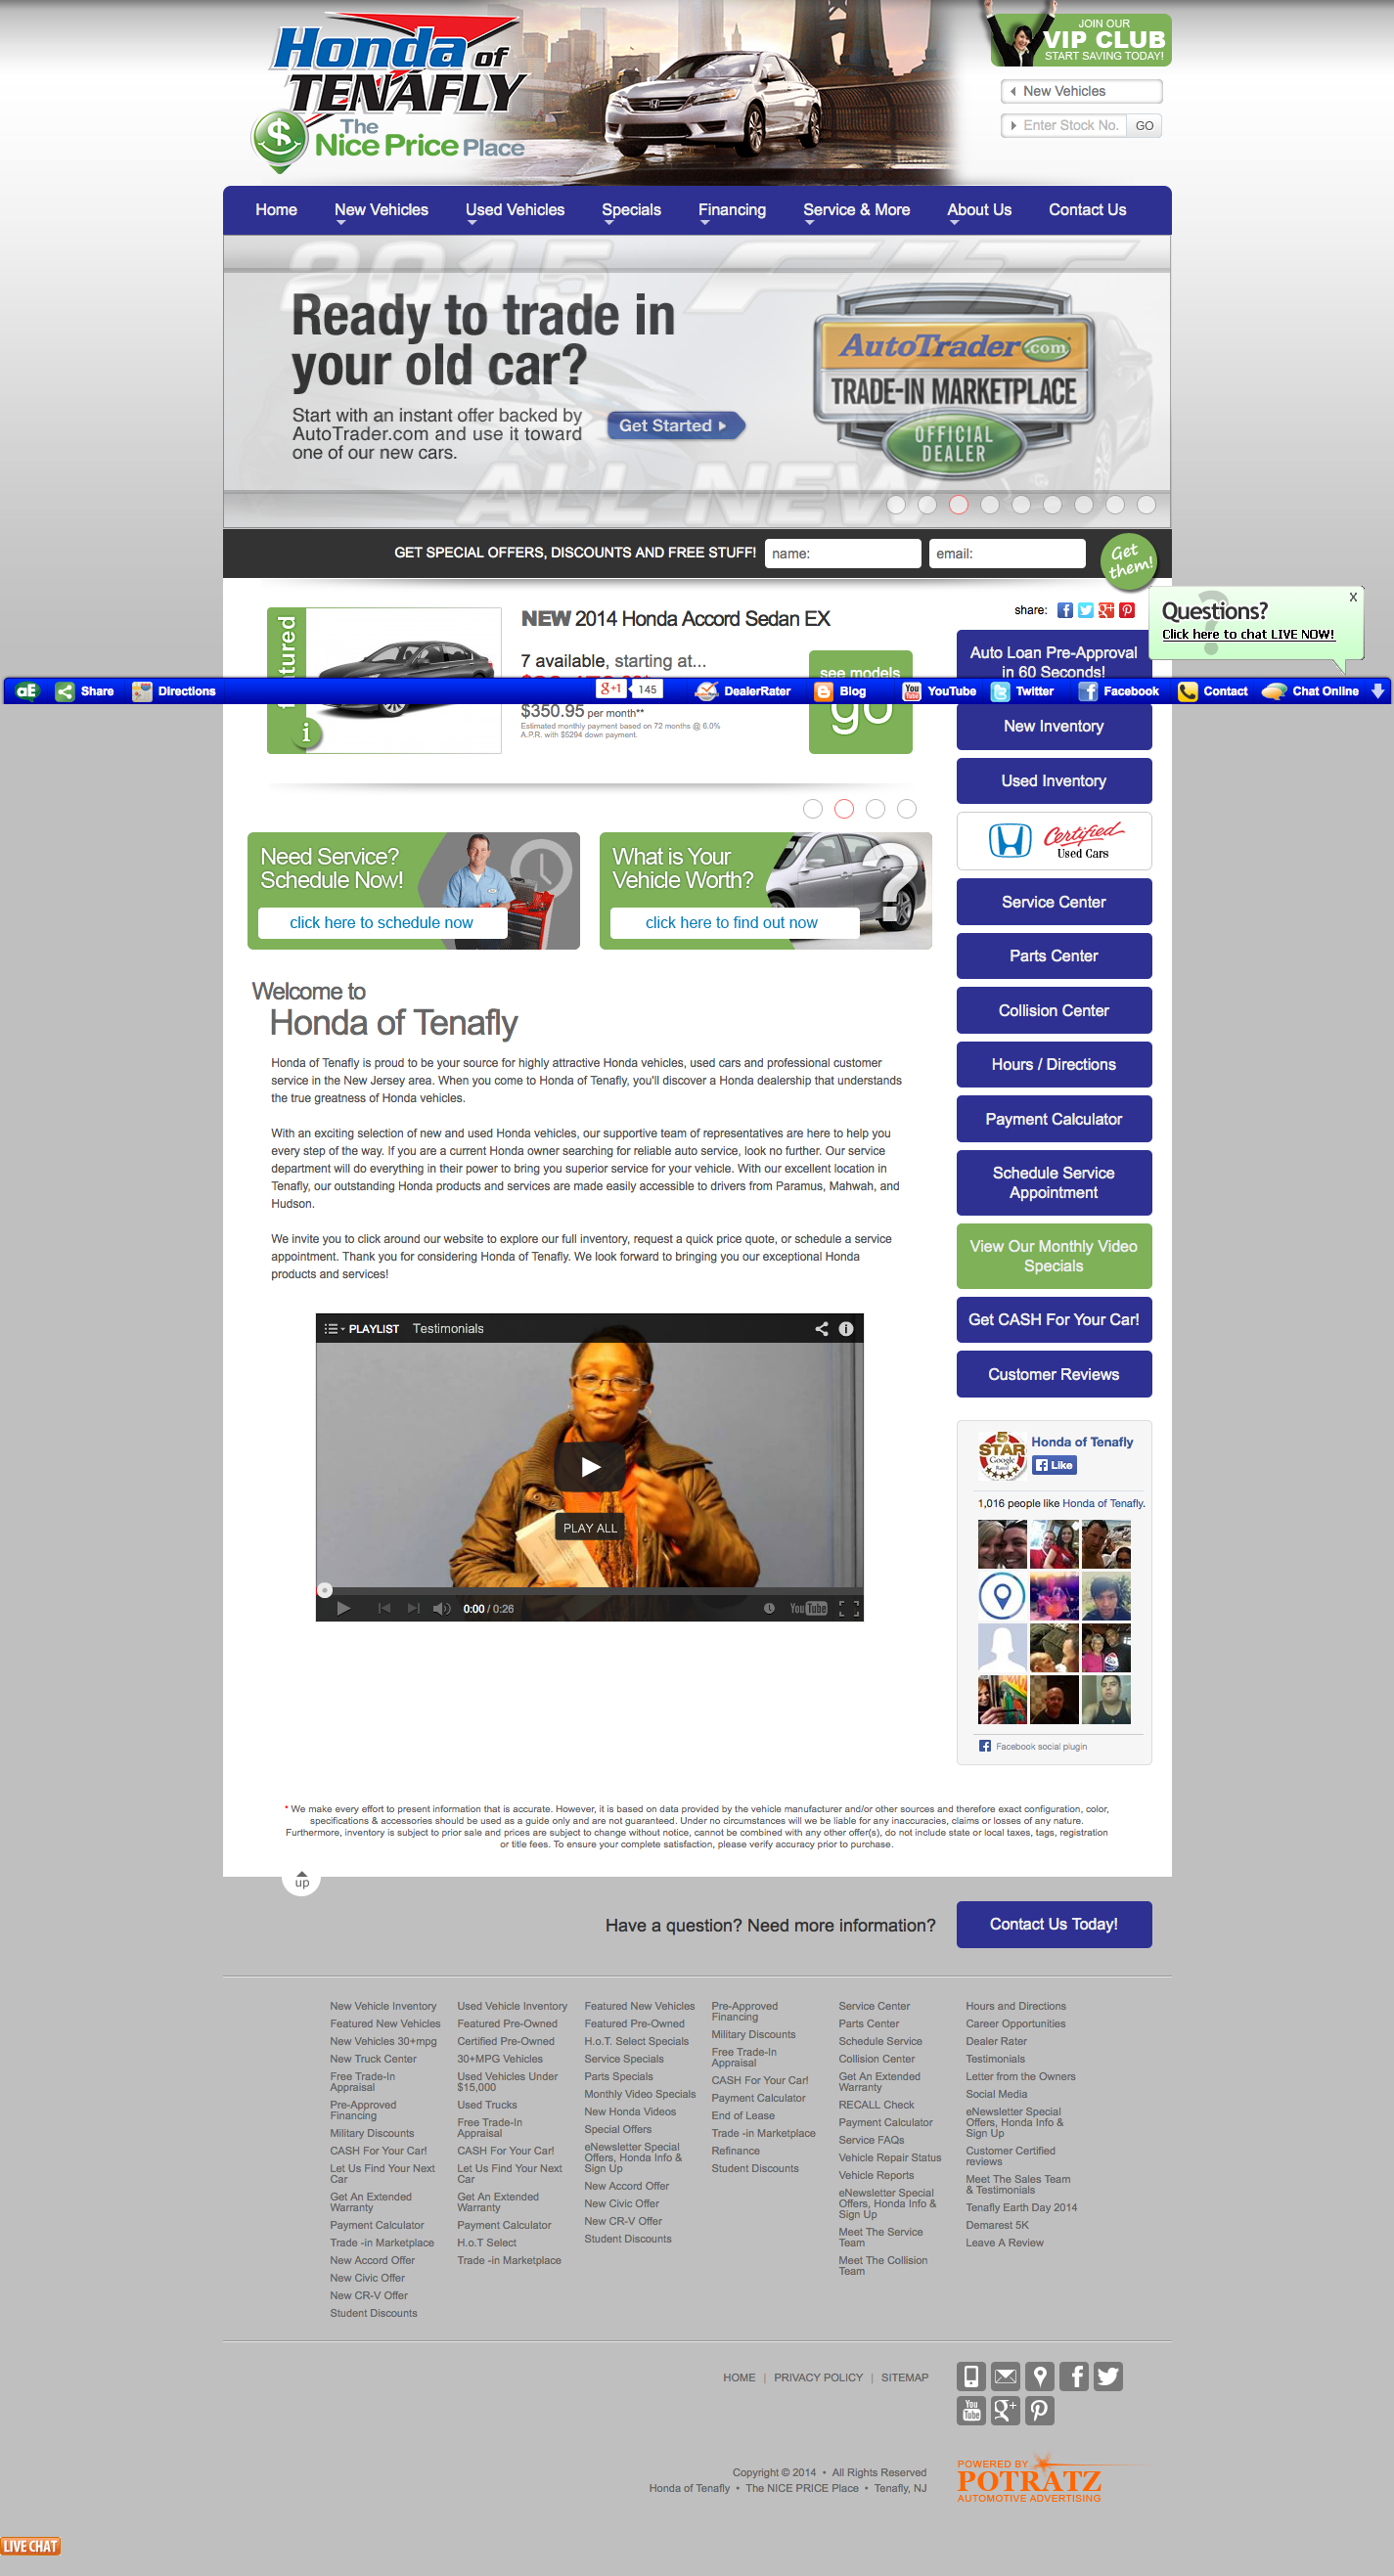 Honda of
TENAFLY
The
Nice Price Place
JOIN OUR
VIP CLUB
START SAVING TODAY!
New Vehicles
Enter Stock No.
GO
Home
New Vehicles
Used Vehicles
Specials
Financing
Service & More
About Us
Contact Us
2015 FIT
Ready to trade in
your old car?
Start with an instant offer backed by
AutoTrader.com and use it toward
one of our new cars.
Get Started
AutoTrader.com
TRADE-IN MARKETPLACE
OFFICIAL
DEALER
ALL NEW
GET SPECIAL OFFERS, DISCOUNTS AND FREE STUFF!
name:
email:
Get
them!
NEW 2014 Honda Accord Sedan EX
7 available, starting at...
see models
go
$350.95 per month**
Estimated monthly payment based on 72 months @ 6.0%
A.P.R. with $5294 down payment.
share:
Questions?
Click here to chat LIVE NOW!
X
Auto Loan Pre-Approval
in 60 Seconds!
aE
Share
Directions
+1
145
DealerRater
Blog
YouTube
Twitter
Facebook
Contact
Chat Online
New Inventory
Used Inventory
Certified
Used Cars
Service Center
Parts Center
Collision Center
Hours / Directions
Payment Calculator
Schedule Service
Appointment
View Our Monthly Video
Specials
Get CASH For Your Car!
Customer Reviews
Need Service?
Schedule Now!
click here to schedule now
What is Your
Vehicle Worth?
click here to find out now
Welcome to
Honda of Tenafly
Honda of Tenafly is proud to be your source for highly attractive Honda vehicles, used cars and professional customer
service in the New Jersey area. When you come to Honda of Tenafly, you'll discover a Honda dealership that understands
the true greatness of Honda vehicles.
With an exciting selection of new and used Honda vehicles, our supportive team of representatives are here to help you
every step of the way. If you are a current Honda owner searching for reliable auto service, look no further. Our service
department will do everything in their power to bring you superior service for your vehicle. With our excellent location in
Tenafly, our outstanding Honda products and services are made easily accessible to drivers from Paramus, Mahwah, and
Hudson.
We invite you to click around our website to explore our full inventory, request a quick price quote, or schedule a service
appointment. Thank you for considering Honda of Tenafly. We look forward to bringing you our exceptional Honda
products and services!
PLAYLIST
Testimonials
PLAY ALL
0:00 / 0:26
YouTube
5
STAR
Google
Honda of Tenafly
Like
1,016 people like Honda of Tenafly.
Facebook social plugin
* We make every effort to present information that is accurate. However, it is based on data provided by the vehicle manufacturer and/or other sources and therefore exact configuration, color,
specifications & accessories should be used as a guide only and are not guaranteed. Under no circumstances will we be liable for any inaccuracies, claims or losses of any nature.
Furthermore, inventory is subject to prior sale and prices are subject to change without notice, cannot be combined with any other offer(s), do not include state or local taxes, tags, registration
or title fees. To ensure your complete satisfaction, please verify accuracy prior to purchase.
up
Have a question? Need more information?
Contact Us Today!
New Vehicle Inventory
Featured New Vehicles
New Vehicles 30+mpg
New Truck Center
Free Trade-In
Appraisal
Pre-Approved
Financing
Military Discounts
CASH For Your Car!
Let Us Find Your Next
Car
Get An Extended
Warranty
Payment Calculator
Trade -in Marketplace
New Accord Offer
New Civic Offer
New CR-V Offer
Student Discounts
Used Vehicle Inventory
Featured Pre-Owned
Certified Pre-Owned
30+MPG Vehicles
Used Vehicles Under
$15,000
Used Trucks
Free Trade-In
Appraisal
CASH For Your Car!
Let Us Find Your Next
Car
Get An Extended
Warranty
Payment Calculator
H.o.T Select
Trade -in Marketplace
Featured New Vehicles
Featured Pre-Owned
H.o.T. Select Specials
Service Specials
Parts Specials
Monthly Video Specials
New Honda Videos
Special Offers
eNewsletter Special
Offers, Honda Info &
Sign Up
New Accord Offer
New Civic Offer
New CR-V Offer
Student Discounts
Pre-Approved
Financing
Military Discounts
Free Trade-In
Appraisal
CASH For Your Car!
Payment Calculator
End of Lease
Trade -in Marketplace
Refinance
Student Discounts
Service Center
Parts Center
Schedule Service
Collision Center
Get An Extended
Warranty
RECALL Check
Payment Calculator
Service FAQs
Vehicle Repair Status
Vehicle Reports
eNewsletter Special
Offers, Honda Info &
Sign Up
Meet The Service
Team
Meet The Collision
Team
Hours and Directions
Career Opportunities
Dealer Rater
Testimonials
Letter from the Owners
Social Media
eNewsletter Special
Offers, Honda Info &
Sign Up
Customer Certified
reviews
Meet The Sales Team
& Testimonials
Tenafly Earth Day 2014
Demarest 5K
Leave A Review
HOME | PRIVACY POLICY | SITEMAP
You
Tube
Copyright © 2014 • All Rights Reserved
Honda of Tenafly • The NICE PRICE Place • Tenafly, NJ
POWERED BY
POTRATZ
AUTOMOTIVE ADVERTISING
LIVE CHAT